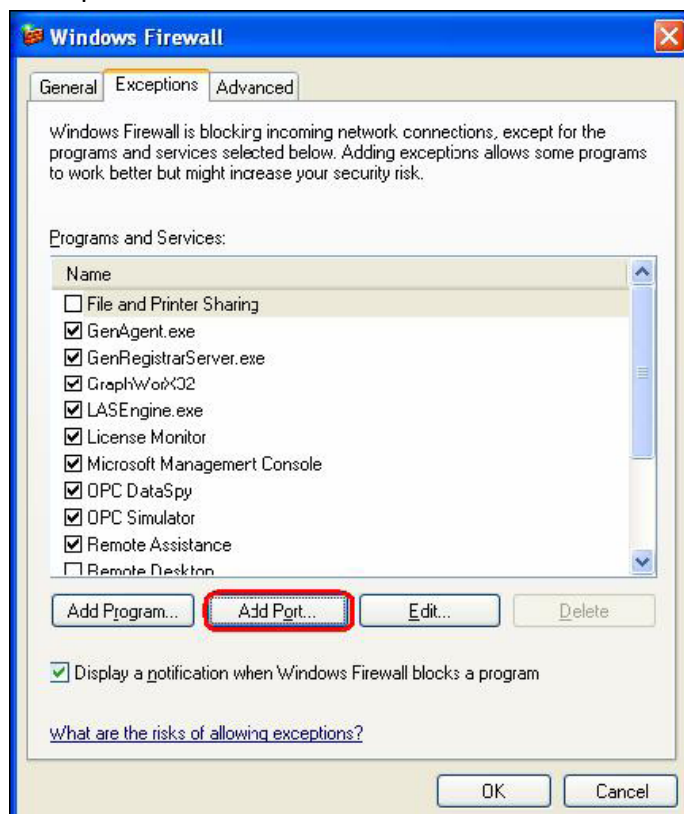 Windows Firewall
General Exceptions Advanced
Windows Firewall is blocking incoming network connections, except for the
programs and services selected below. Adding exceptions allows some programs
to work better but might increase your security risk.
Programs and Services:
Name
File and Printer Sharing
GenAgent.exe
GenRegistrarServer.exe
GraphWorX32
LASEngine.exe
License Monitor
Microsoft Management Console
OPC DataSpy
OPC Simulator
Remote Assistance
Remote Desktop
Add Program... Add Port... Edit... Delete
Display a notification when Windows Firewall blocks a program
What are the risks of allowing exceptions?
OK Cancel